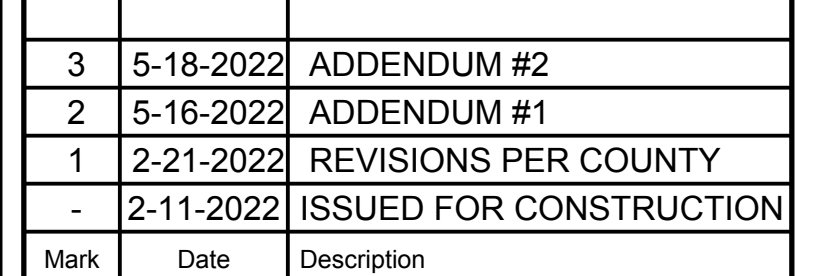 3 5-18-2022 ADDENDUM #2
2 5-16-2022 ADDENDUM #1
1 2-21-2022 REVISIONS PER COUNTY
- 2-11-2022 ISSUED FOR CONSTRUCTION
Mark Date Description